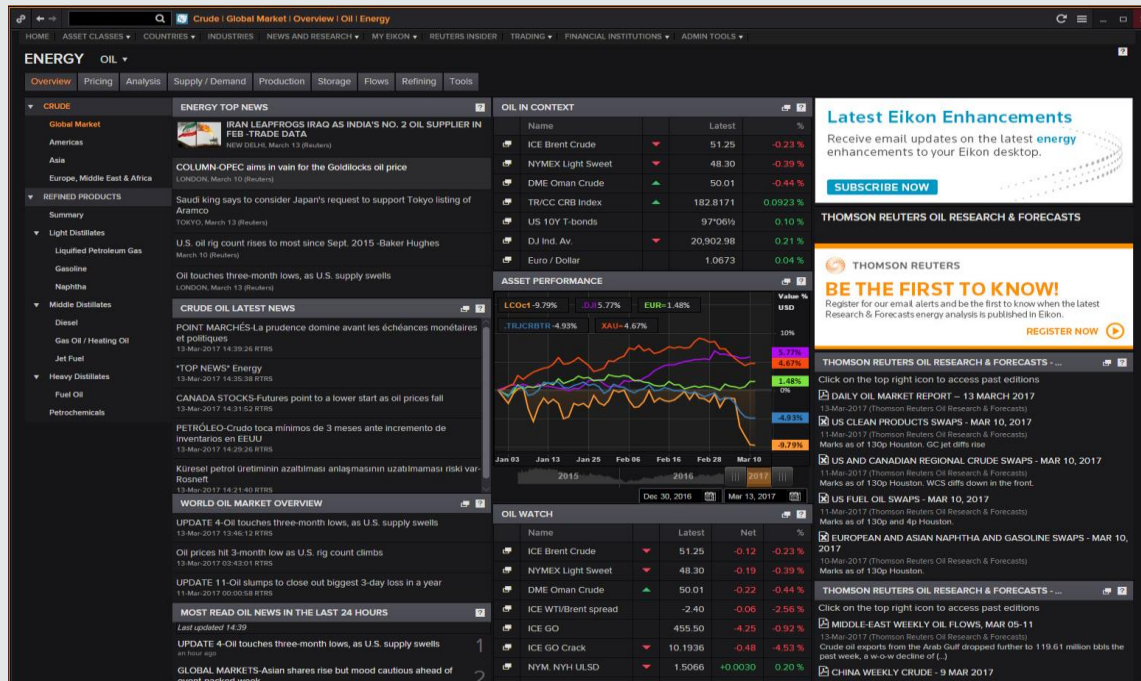 Crude | Global Market | Overview | Oil | Energy
HOME ASSET CLASSES COUNTRIES INDUSTRIES NEWS AND RESEARCH MY EIKON REUTERS INSIDER TRADING FINANCIAL INSTITUTIONS ADMIN TOOLS
ENERGY OIL
Overview Pricing Analysis Supply / Demand Production Storage Flows Refining Tools
CRUDE
Global Market
Americas
Asia
Europe, Middle East & Africa
REFINED PRODUCTS
Summary
Light Distillates
Liquified Petroleum Gas
Gasoline
Naphtha
Middle Distillates
Diesel
Gas Oil / Heating Oil
Jet Fuel
Heavy Distillates
Fuel Oil
Petrochemicals
ENERGY TOP NEWS
IRAN LEAPFROGS IRAQ AS INDIA'S NO. 2 OIL SUPPLIER IN
FEB -TRADE DATA
NEW DELHI, March 13 (Reuters)
COLUMN-OPEC aims in vain for the Goldilocks oil price
LONDON, March 10 (Reuters)
Saudi king says to consider Japan's request to support Tokyo listing of
Aramco
TOKYO, March 13 (Reuters)
U.S. oil rig count rises to most since Sept. 2015 -Baker Hughes
March 10 (Reuters)
Oil touches three-month lows, as U.S. supply swells
LONDON, March 13 (Reuters)
CRUDE OIL LATEST NEWS
POINT MARCHÉS-La prudence domine avant les échéances monétaires
et politiques
13-Mar-2017 14:39:26 RTRS
*TOP NEWS* Energy
13-Mar-2017 14:35:38 RTRS
CANADA STOCKS-Futures point to a lower start as oil prices fall
13-Mar-2017 14:31:52 RTRS
PETRÓLEO-Crudo toca mínimos de 3 meses ante incremento de
inventarios en EEUU
13-Mar-2017 14:29:26 RTRS
Küresel petrol üretiminin azaltılması anlaşmasının uzatılmaması riski var-
Rosneft
13-Mar-2017 14:21:40 RTRS
WORLD OIL MARKET OVERVIEW
UPDATE 4-Oil touches three-month lows, as U.S. supply swells
13-Mar-2017 13:46:12 RTRS
Oil prices hit 3-month low as U.S. rig count climbs
13-Mar-2017 03:43:01 RTRS
UPDATE 11-Oil slumps to close out biggest 3-day loss in a year
11-Mar-2017 00:00:58 RTRS
MOST READ OIL NEWS IN THE LAST 24 HOURS
Last updated 14:39
UPDATE 4-Oil touches three-month lows, as U.S. supply swells 1
an hour ago
GLOBAL MARKETS-Asian shares rise but mood cautious ahead of 2
event-packed week
OIL IN CONTEXT
Name Latest %
ICE Brent Crude 51.25 -0.23 %
NYMEX Light Sweet 48.30 -0.39 %
DME Oman Crude 50.01 -0.44 %
TR/CC CRB Index 182.8171 0.0923 %
US 10Y T-bonds 97*06½ 0.10 %
DJ Ind. Av. 20,902.98 0.21 %
Euro / Dollar 1.0673 0.04 %
ASSET PERFORMANCE
LCOc1 -9.79% .DJI 5.77% EUR= 1.48%
.TRJCRBTR -4.93% XAU= 4.67%
Value %
USD
10%
5.77%
4.67%
1.48%
0%
-4.93%
-9.79%
Jan 03 Jan 13 Jan 25 Feb 06 Feb 16 Feb 28 Mar 10
2015 2016 2017
Dec 30, 2016 Mar 13, 2017
OIL WATCH
Name Latest Net %
ICE Brent Crude 51.25 -0.12 -0.23 %
NYMEX Light Sweet 48.30 -0.19 -0.39 %
DME Oman Crude 50.01 -0.22 -0.44 %
ICE WTI/Brent spread -2.40 -0.06 -2.56 %
ICE GO 455.50 -4.25 -0.92 %
ICE GO Crack 10.1936 -0.48 -4.53 %
NYM. NYH ULSD 1.5066 +0.0030 0.20 %
Latest Eikon Enhancements
Receive email updates on the latest energy
enhancements to your Eikon desktop.
SUBSCRIBE NOW
THOMSON REUTERS OIL RESEARCH & FORECASTS
THOMSON REUTERS
BE THE FIRST TO KNOW!
Register for our email alerts and be the first to know when the latest
Research & Forecasts energy analysis is published in Eikon.
REGISTER NOW
THOMSON REUTERS OIL RESEARCH & FORECASTS - ...
Click on the top right icon to access past editions
DAILY OIL MARKET REPORT – 13 MARCH 2017
13-Mar-2017 (Thomson Reuters Oil Research & Forecasts)
US CLEAN PRODUCTS SWAPS - MAR 10, 2017
11-Mar-2017 (Thomson Reuters Oil Research & Forecasts)
Marks as of 130p Houston. GC jet diffs rise
US AND CANADIAN REGIONAL CRUDE SWAPS - MAR 10, 2017
11-Mar-2017 (Thomson Reuters Oil Research & Forecasts)
Marks as of 130p Houston. WCS diffs down in the front.
US FUEL OIL SWAPS - MAR 10, 2017
11-Mar-2017 (Thomson Reuters Oil Research & Forecasts)
Marks as of 130p and 4p Houston.
EUROPEAN AND ASIAN NAPHTHA AND GASOLINE SWAPS - MAR 10,
2017
10-Mar-2017 (Thomson Reuters Oil Research & Forecasts)
Marks as of 130p Houston.
THOMSON REUTERS OIL RESEARCH & FORECASTS - ...
Click on the top right icon to access past editions
MIDDLE-EAST WEEKLY OIL FLOWS, MAR 05-11
13-Mar-2017 (Thomson Reuters Oil Research & Forecasts)
Crude oil exports from the Arab Gulf dropped further to 119.61 million bbls the
past week, a w-o-w decline of (...)
CHINA WEEKLY CRUDE - 9 MAR 2017